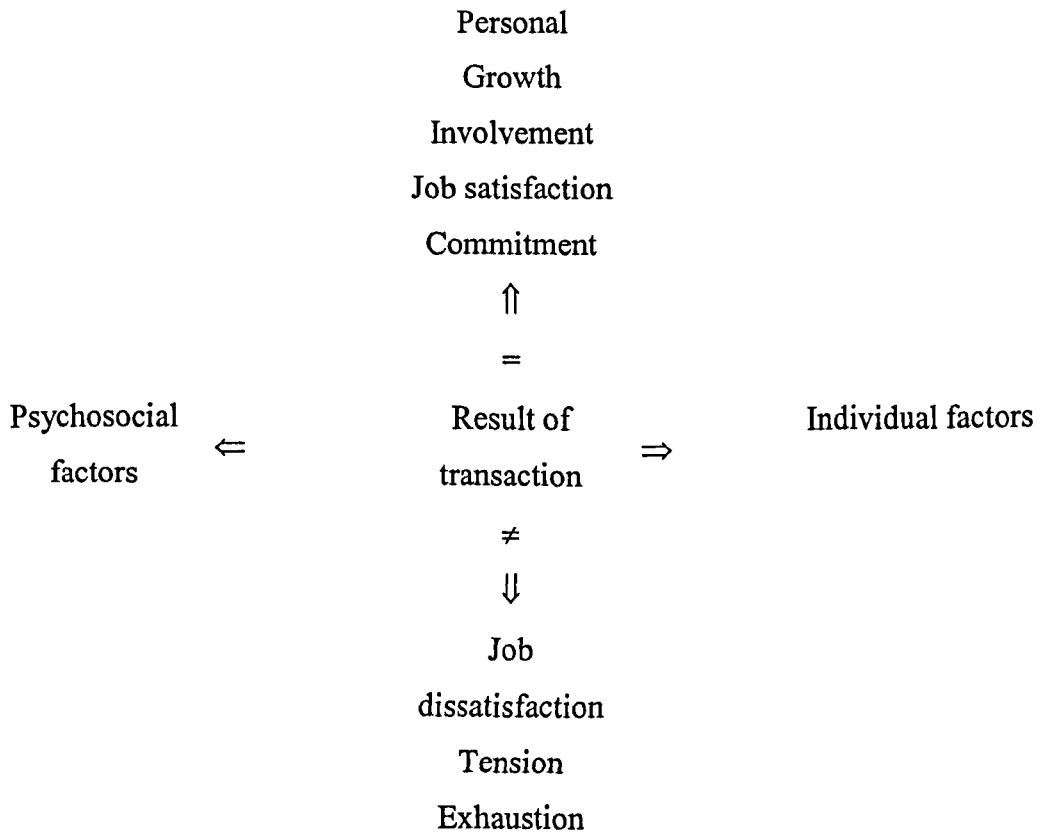 Personal
Growth
Involvement
Job satisfaction
Commitment
⇑
=
Psychosocial
factors
⇐
Result of
transaction
⇒
Individual factors
≠
⇓
Job
dissatisfaction
Tension
Exhaustion